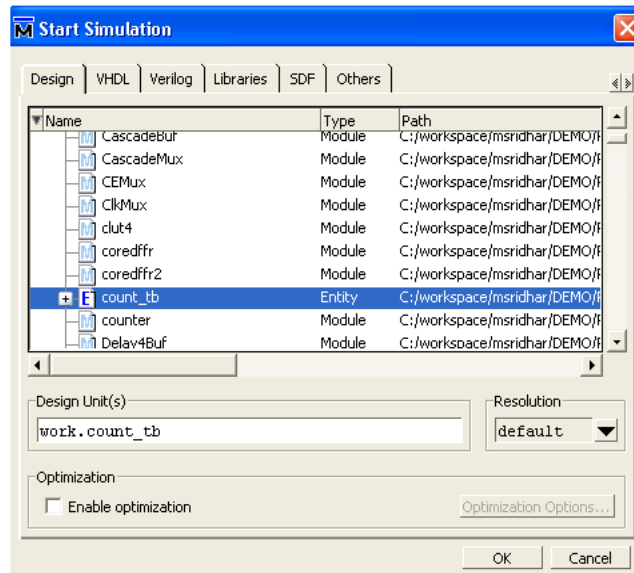 Start Simulation
Design VHDL Verilog Libraries SDF Others
Name Type Path
CascadeBuf Module C:/workspace/msridhar/DEMO/F
CascadeMux Module C:/workspace/msridhar/DEMO/F
CEMux Module C:/workspace/msridhar/DEMO/F
ClkMux Module C:/workspace/msridhar/DEMO/F
clut4 Module C:/workspace/msridhar/DEMO/F
coredffr Module C:/workspace/msridhar/DEMO/F
coredffr2 Module C:/workspace/msridhar/DEMO/F
count_tb Entity C:/workspace/msridhar/DEMO/F
counter Module C:/workspace/msridhar/DEMO/F
Delay4Buf Module C:/workspace/msridhar/DEMO/F
Design Unit(s) Resolution
work.count_tb default
Optimization
Enable optimization Optimization Options...
OK Cancel